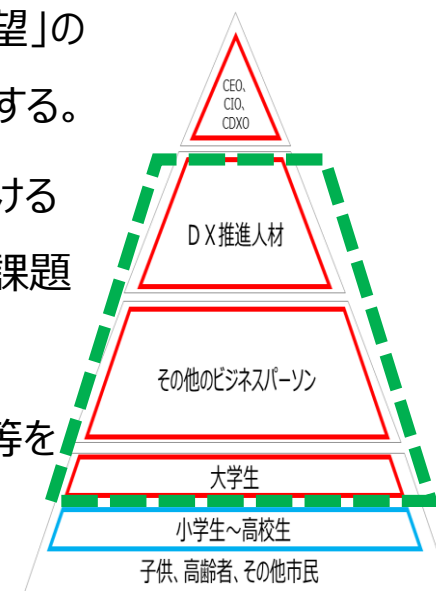 望」の
する。
ける
課題
等を
CEO、
CIO、
CDXO
DX推進人材
その他のビジネスパーソン
大学生
小学生～高校生
子供、高齢者、その他市民